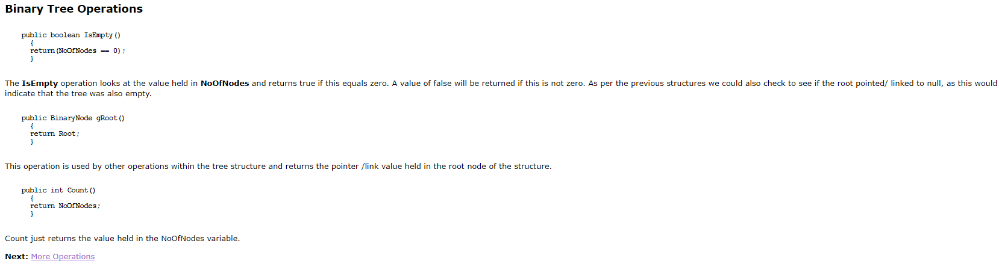 Binary Tree Operations
public boolean IsEmpty()
{
return(NoOfNodes == 0);
}
The IsEmpty operation looks at the value held in NoOfNodes and returns true if this equals zero. A value of false will be returned if this is not zero. As per the previous structures we could also check to see if the root pointed/ linked to null, as this would
indicate that the tree was also empty.
public BinaryNode gRoot()
{
return Root;
}
This operation is used by other operations within the tree structure and returns the pointer /link value held in the root node of the structure.
public int Count()
{
return NoOfNodes;
}
Count just returns the value held in the NoOfNodes variable.
Next: More Operations